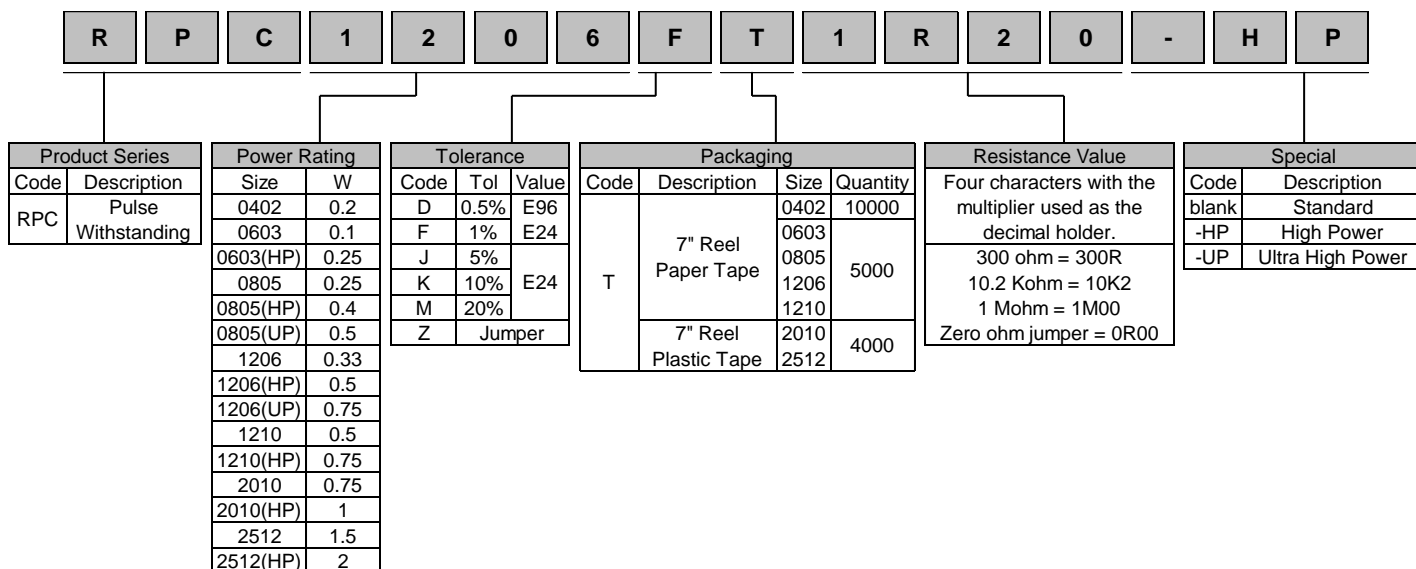 R P C 1 2 0 6 F T 1 R 2 0 - H P
Product Series
Code Description
RPC Pulse Withstanding
Power Rating
Size W
0402 0.2
0603 0.1
0603(HP) 0.25
0805 0.25
0805(HP) 0.4
0805(UP) 0.5
1206 0.33
1206(HP) 0.5
1206(UP) 0.75
1210 0.5
1210(HP) 0.75
2010 0.75
2010(HP) 1
2512 1.5
2512(HP) 2
Tolerance
Code Tol Value
D 0.5% E96
F 1% E24
J 5%
K 10% E24
M 20%
Z Jumper
Packaging
Code Description Size Quantity
T
7" Reel
Paper Tape
0402 10000
0603
0805
1206
1210
5000
7" Reel
Plastic Tape
2010
2512
4000
Resistance Value
Four characters with the
multiplier used as the
decimal holder.
300 ohm = 300R
10.2 Kohm = 10K2
1 Mohm = 1M00
Zero ohm jumper = 0R00
Special
Code Description
blank Standard
-HP High Power
-UP Ultra High Power